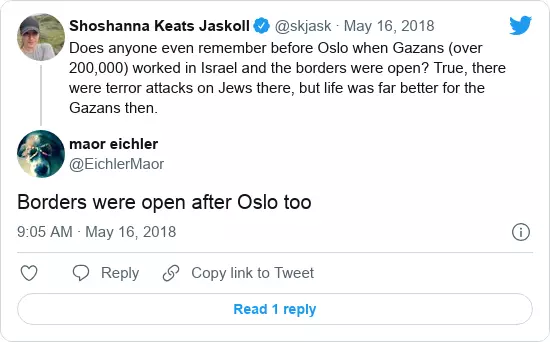 Shoshanna Keats Jaskoll @skjask · May 16, 2018
Does anyone even remember before Oslo when Gazans (over
200,000) worked in Israel and the borders were open? True, there
were terror attacks on Jews there, but life was far better for the
Gazans then.
maor eichler
@EichlerMaor
Borders were open after Oslo too
9:05 AM · May 16, 2018
Reply
Copy link to Tweet
Read 1 reply